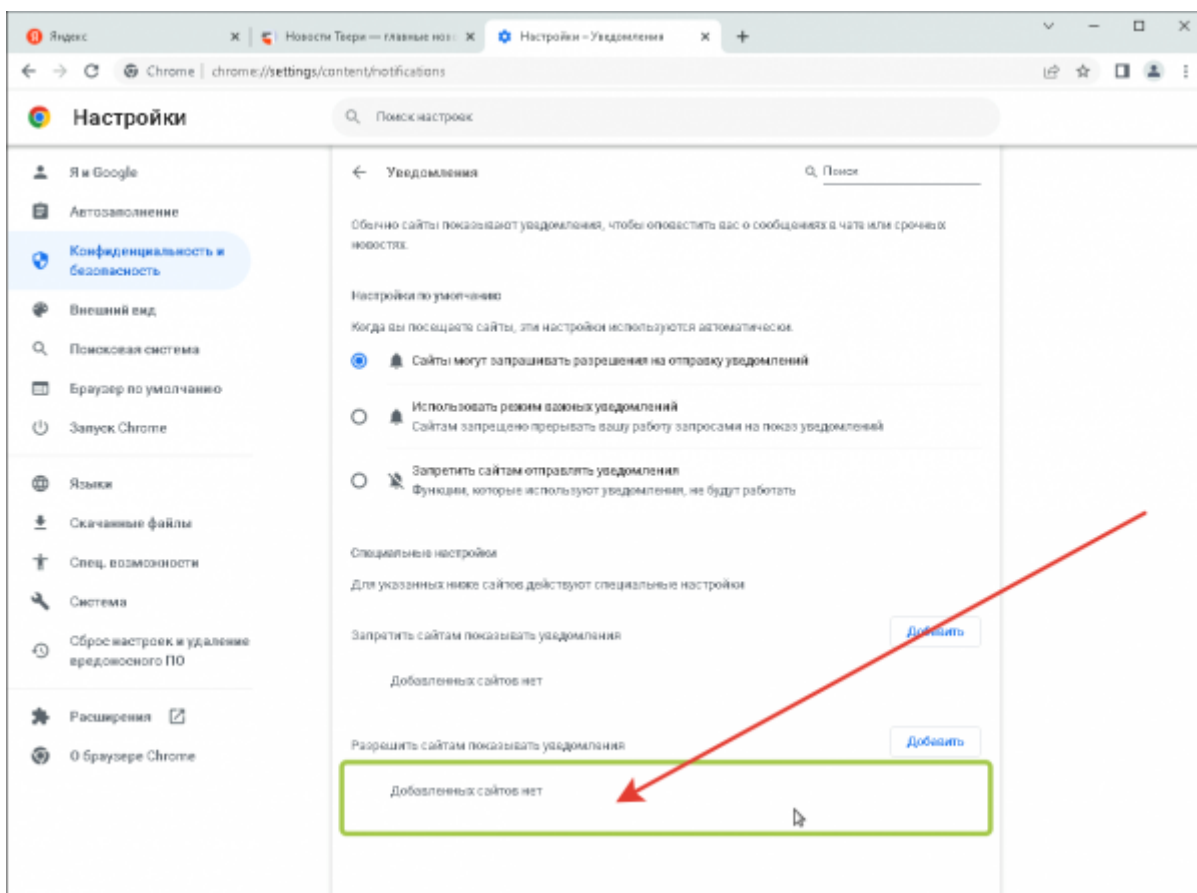 Яндекс
Новости Твери — главные нов
Настройки – Уведомления
Chrome | chrome://settings/content/notifications
Настройки
Поиск настроек
Я и Google
Автозаполнение
Конфиденциальность и
безопасность
Внешний вид
Поисковая система
Браузер по умолчанию
Запуск Chrome
Языки
Скачанные файлы
Спец. возможности
Система
Сброс настроек и удаление
вредоносного ПО
Расширения
О браузере Chrome
Уведомления
Поиск
Обычно сайты показывают уведомления, чтобы оповестить вас о сообщениях в чате или срочных
новостях.
Настройки по умолчанию
Когда вы посещаете сайты, эти настройки используются автоматически.
Сайты могут запрашивать разрешения на отправку уведомлений
Использовать режим важных уведомлений
Сайтам запрещено прерывать вашу работу запросами на показ уведомлений
Запретить сайтам отправлять уведомления
Функции, которые используют уведомления, не будут работать
Специальные настройки
Для указанных ниже сайтов действуют специальные настройки
Запретить сайтам показывать уведомления
Добавить
Добавленных сайтов нет
Разрешить сайтам показывать уведомления
Добавить
Добавленных сайтов нет